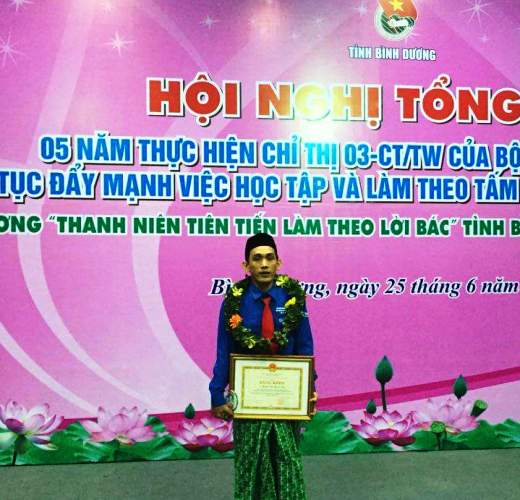 TỈNH BÌNH DƯƠNG
HỘI NGHỊ TỔNG
05 NĂM THỰC HIỆN CHỈ THỊ 03-CT/TW CỦA BỘ
TỤC ĐẨY MẠNH VIỆC HỌC TẬP VÀ LÀM THEO TẤM
ƠNG "THANH NIÊN TIÊN TIẾN LÀM THEO LỜI BÁC" TỈNH B
ngày 25 tháng 6 năm